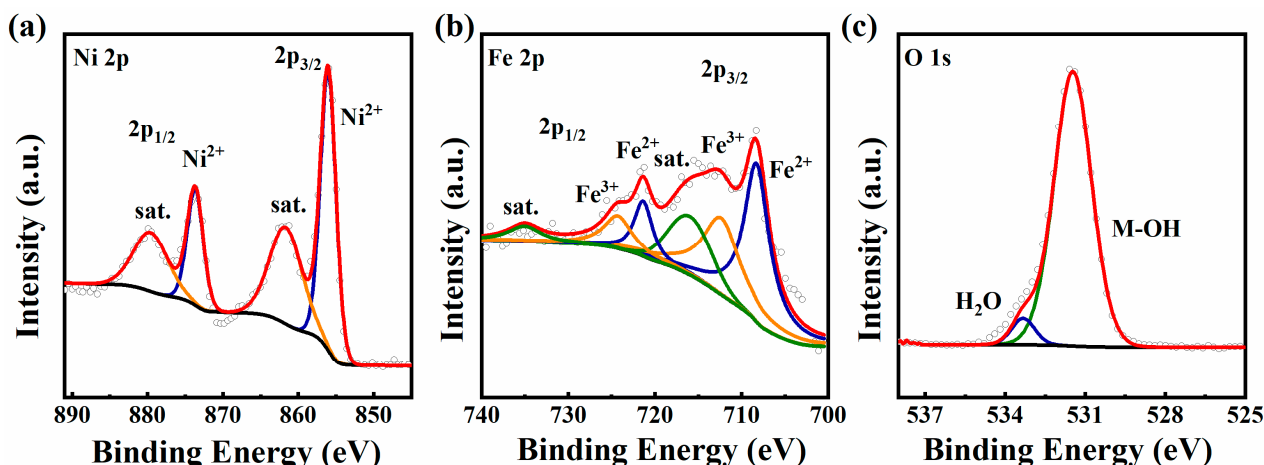 (a)
Ni 2p
2p3/2
Ni2+
2p1/2
Ni2+
sat.
sat.
Intensity (a.u.)
890 880 870 860 850
Binding Energy (eV)
(b)
Fe 2p
2p3/2
2p1/2
Fe2+
sat.
Fe3+
Fe2+
Fe3+
sat.
Intensity (a.u.)
740 730 720 710 700
Binding Energy (eV)
(c)
O 1s
M-OH
H2O
Intensity (a.u.)
537 534 531 528 525
Binding Energy (eV)